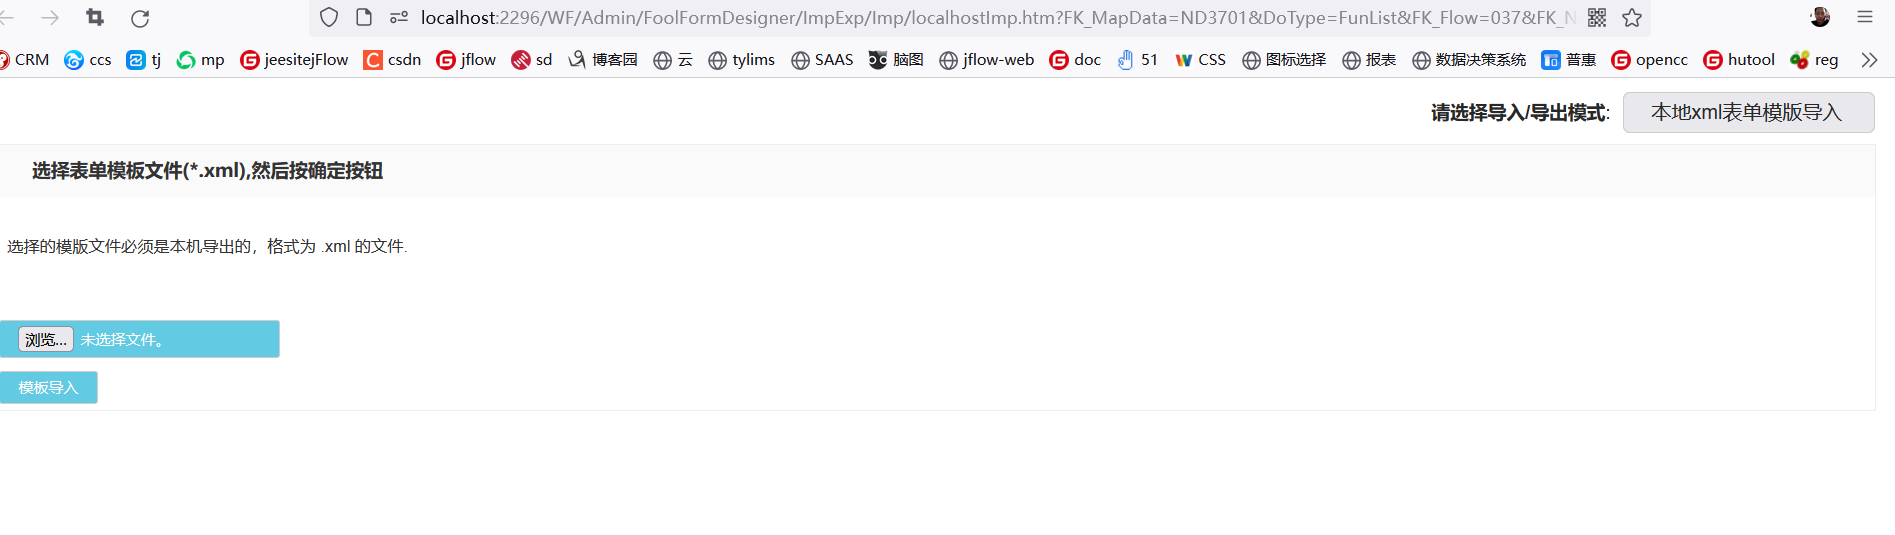 localhost:2296/WF/Admin/FoolFormDesigner/ImpExp/Imp/localhostImp.htm?FK_MapData=ND3701&DoType=FunList&FK_Flow=037&FK_N
CRM ccs tj mp jeesitejFlow csdn jflow sd 博客园 云 tylims SAAS 脑图 jflow-web doc 51 CSS 图标选择 报表 数据决策系统 普惠 opencc hutool reg
请选择导入/导出模式: 本地xml表单模版导入
选择表单模板文件(*.xml),然后按确定按钮
选择的模版文件必须是本机导出的，格式为 .xml 的文件.
浏览... 未选择文件。
模板导入